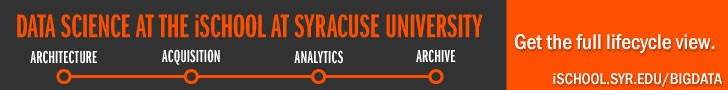 DATA SCIENCE AT THE iSCHOOL AT SYRACUSE UNIVERSITY
ARCHITECTURE ACQUISITION ANALYTICS ARCHIVE
Get the full lifecycle view.
iSCHOOL.SYR.EDU/BIGDATA